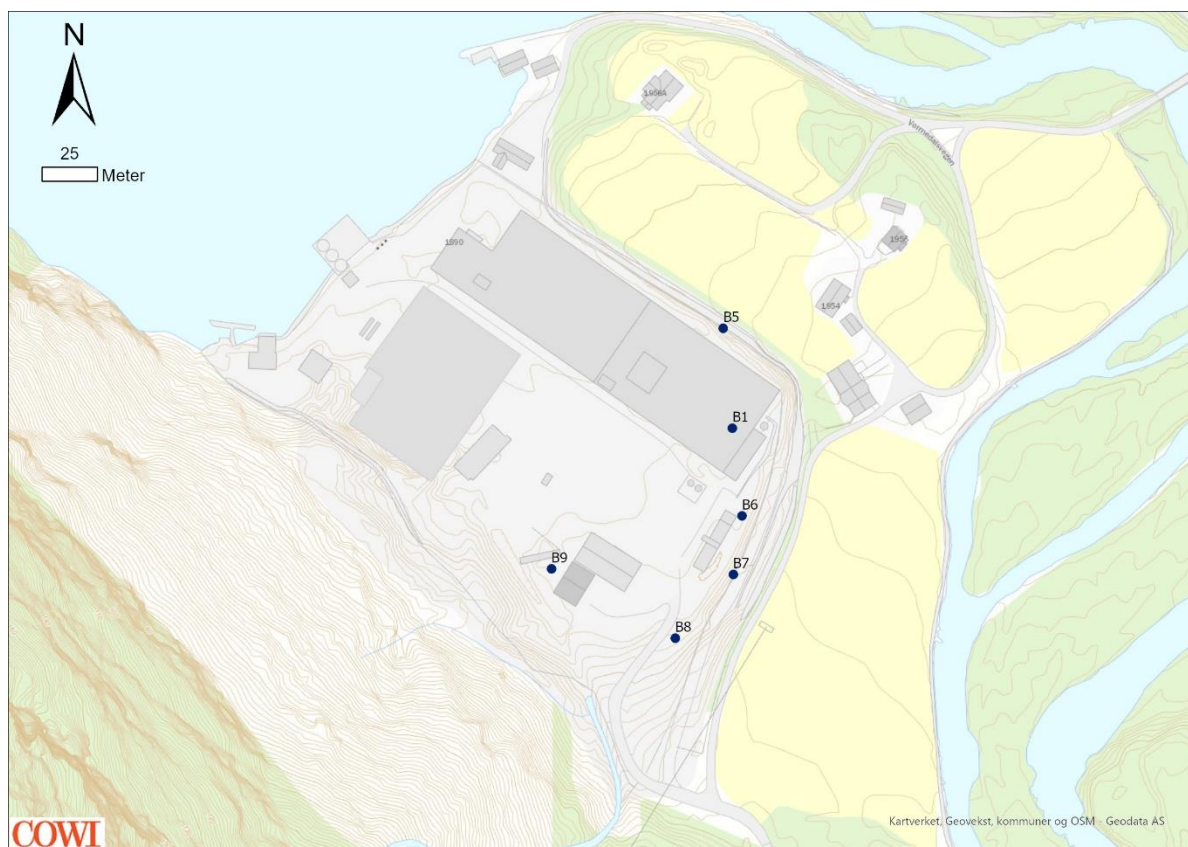 N
25
Meter
1956A
Vormedalsvegen
1890
1954
B5
B1
B6
B9
B7
B8
Kartverket, Geovekst, kommuner og OSM - Geodata AS
COWI